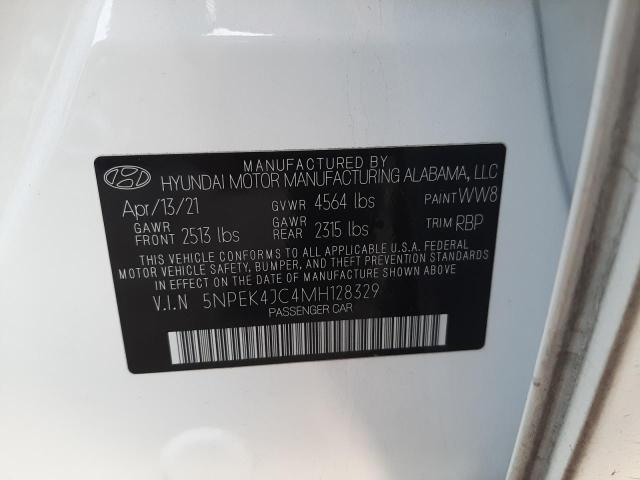 MANUFACTURED BY
HYUNDAI MOTOR MANUFACTURING ALABAMA, LLC
Apr/13/21 GVWR 4564 lbs PAINT WW8
GAWR FRONT 2513 lbs GAWR REAR 2315 lbs TRIM RBP
THIS VEHICLE CONFORMS TO ALL APPLICABLE U.S.A. FEDERAL
MOTOR VEHICLE SAFETY, BUMPER, AND THEFT PREVENTION STANDARDS
IN EFFECT ON THE DATE OF MANUFACTURE SHOWN ABOVE.
V.I.N 5NPEK4JC4MH128329
PASSENGER CAR